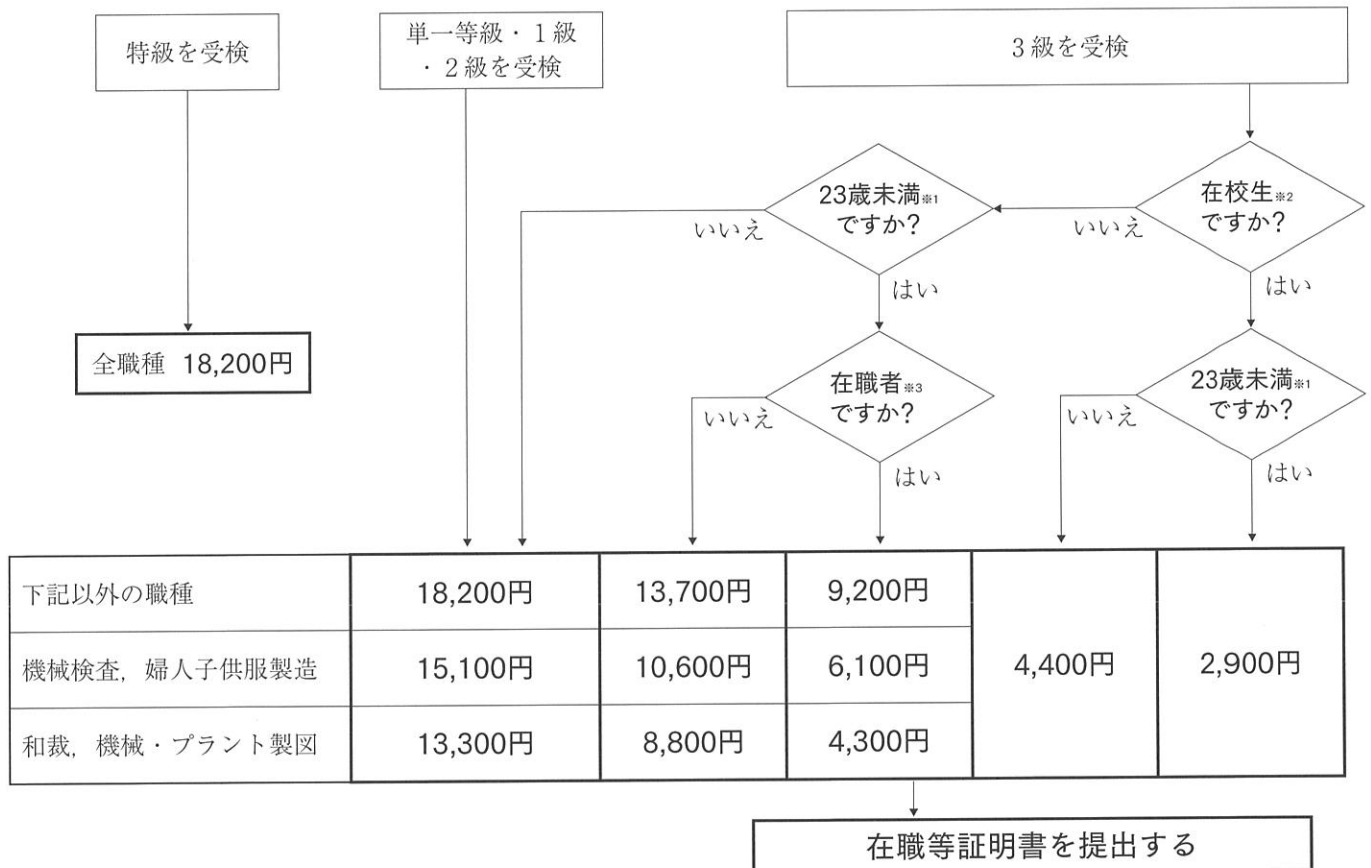 特級を受検
単一等級・1級
・2級を受検
3級を受検
23歳未満※1
ですか?
在校生※2
ですか?
いいえ
いいえ
はい
はい
全職種 18,200円
在職者※3
ですか?
23歳未満※1
ですか?
いいえ
いいえ
はい
はい
下記以外の職種 18,200円 13,700円 9,200円
機械検査,婦人子供服製造 15,100円 10,600円 6,100円 4,400円 2,900円
和裁,機械・プラント製図 13,300円 8,800円 4,300円
在職等証明書を提出する